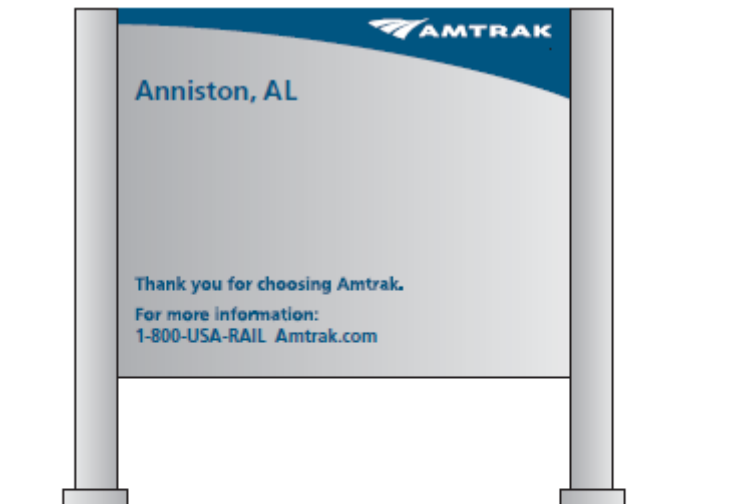 AMTRAK
Anniston, AL
Thank you for choosing Amtrak.
For more information:
1-800-USA-RAIL Amtrak.com